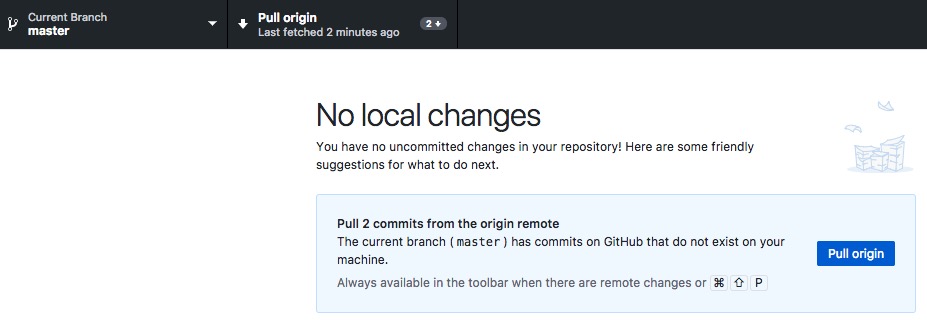 Current Branch
master
Pull origin
Last fetched 2 minutes ago
2 ↓
No local changes
You have no uncommitted changes in your repository! Here are some friendly
suggestions for what to do next.
Pull 2 commits from the origin remote
The current branch (master) has commits on GitHub that do not exist on your
machine.
Always available in the toolbar when there are remote changes or ⌘ ⇧ P
Pull origin